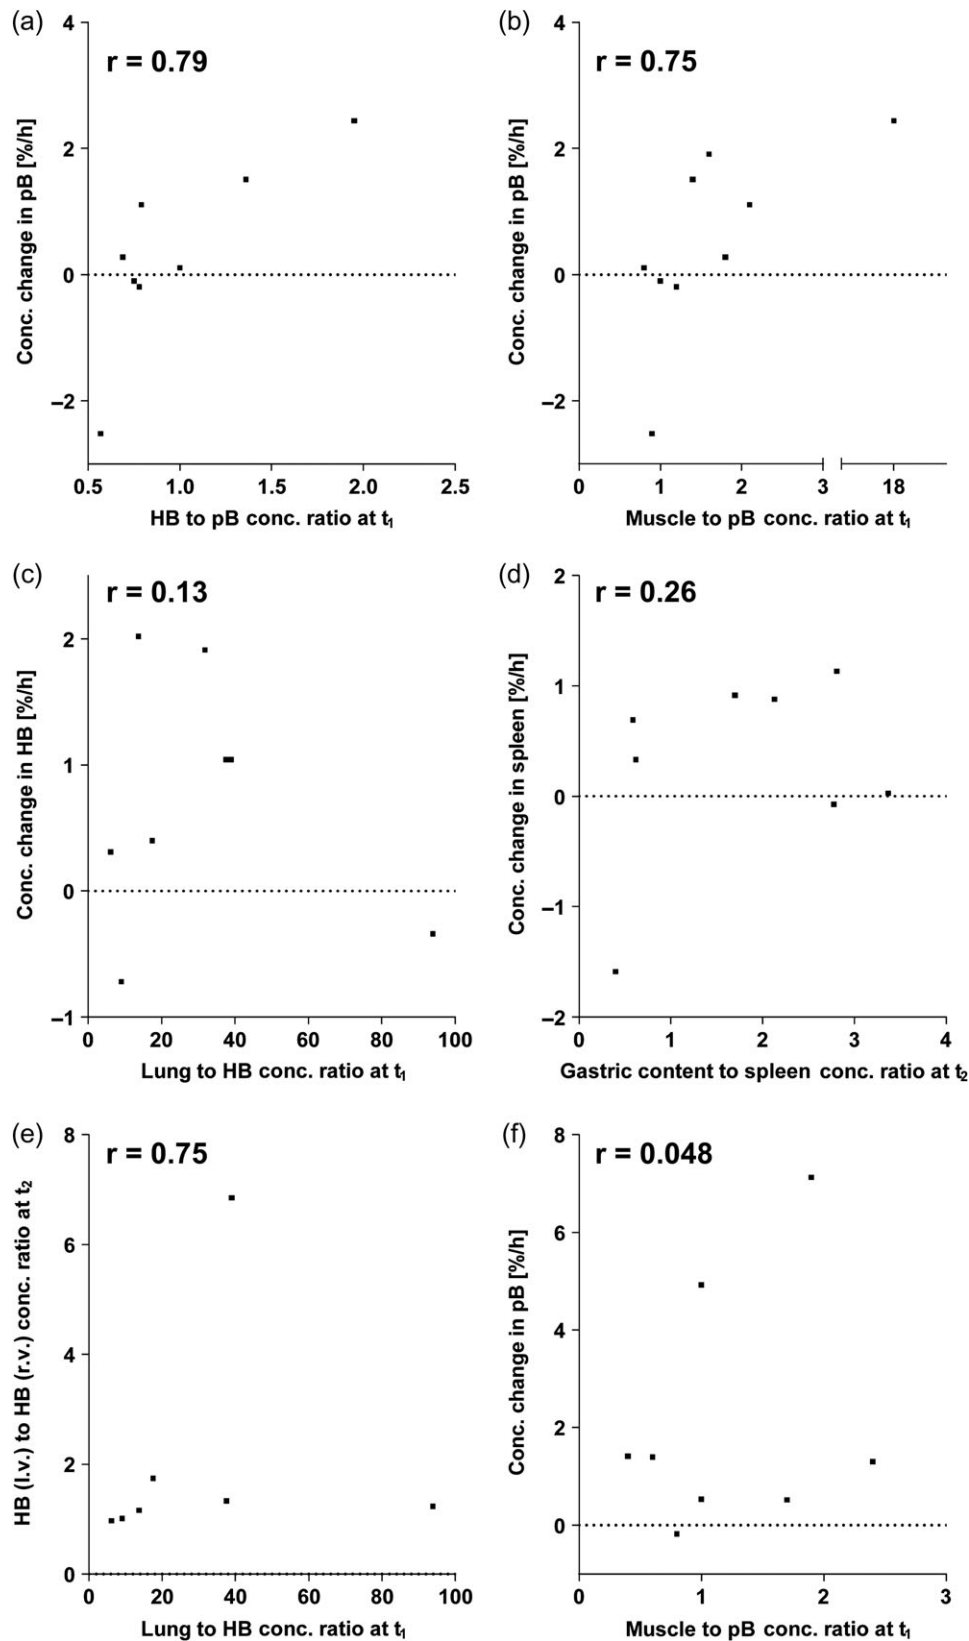 (a)
r = 0.79
Conc. change in pB [%/h]
4
2
0
–2
0.5 1.0 1.5 2.0 2.5
HB to pB conc. ratio at t1
(b)
r = 0.75
Conc. change in pB [%/h]
4
2
0
–2
0 1 2 3 18
Muscle to pB conc. ratio at t1
(c)
r = 0.13
Conc. change in HB [%/h]
2
1
0
–1
0 20 40 60 80 100
Lung to HB conc. ratio at t1
(d)
r = 0.26
Conc. change in spleen [%/h]
2
1
0
–1
–2
0 1 2 3 4
Gastric content to spleen conc. ratio at t2
(e)
r = 0.75
HB (l.v.) to HB (r.v.) conc. ratio at t2
8
6
4
2
0
0 20 40 60 80 100
Lung to HB conc. ratio at t1
(f)
r = 0.048
Conc. change in pB [%/h]
8
6
4
2
0
0 1 2 3
Muscle to pB conc. ratio at t1